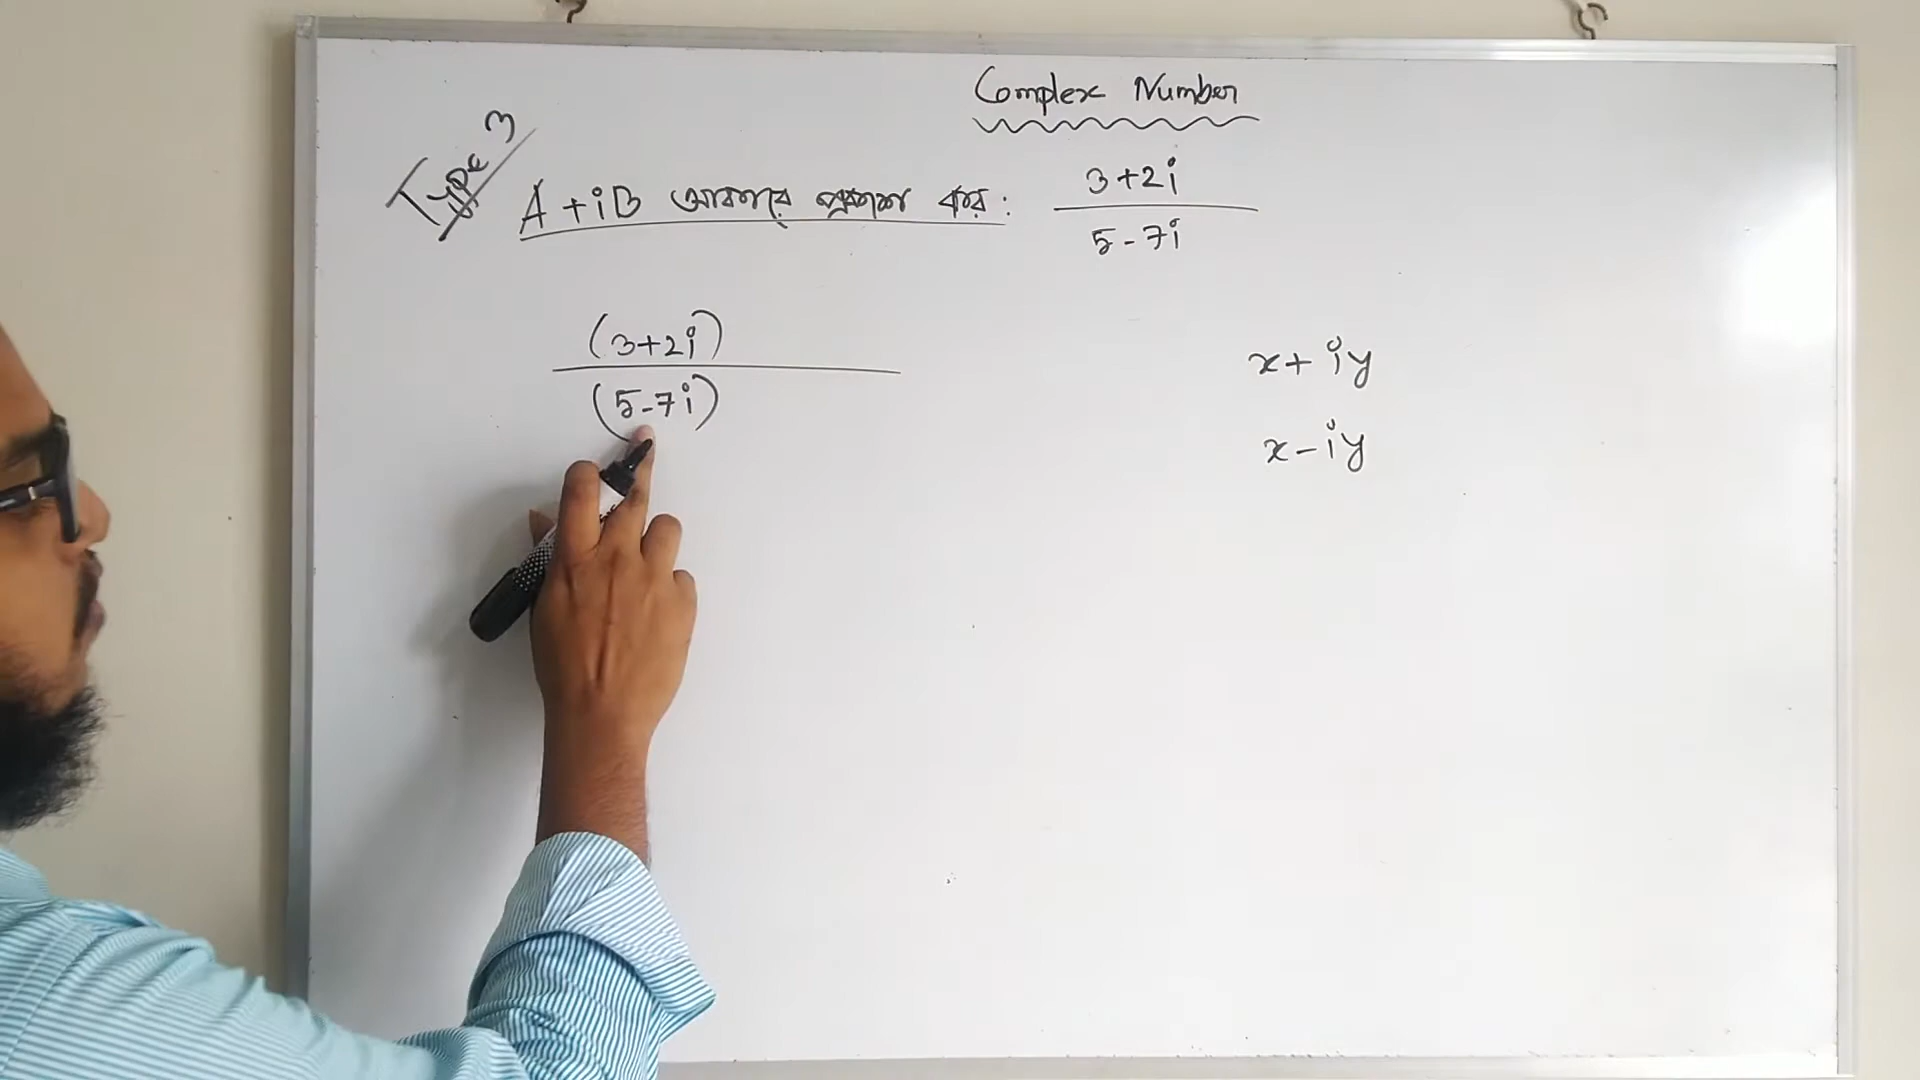 Complex Number
Type 3
A + iB আকারে প্রকাশ কর: 3+2i / 5-7i
(3+2i)
(5-7i)
x + iy
x - iy